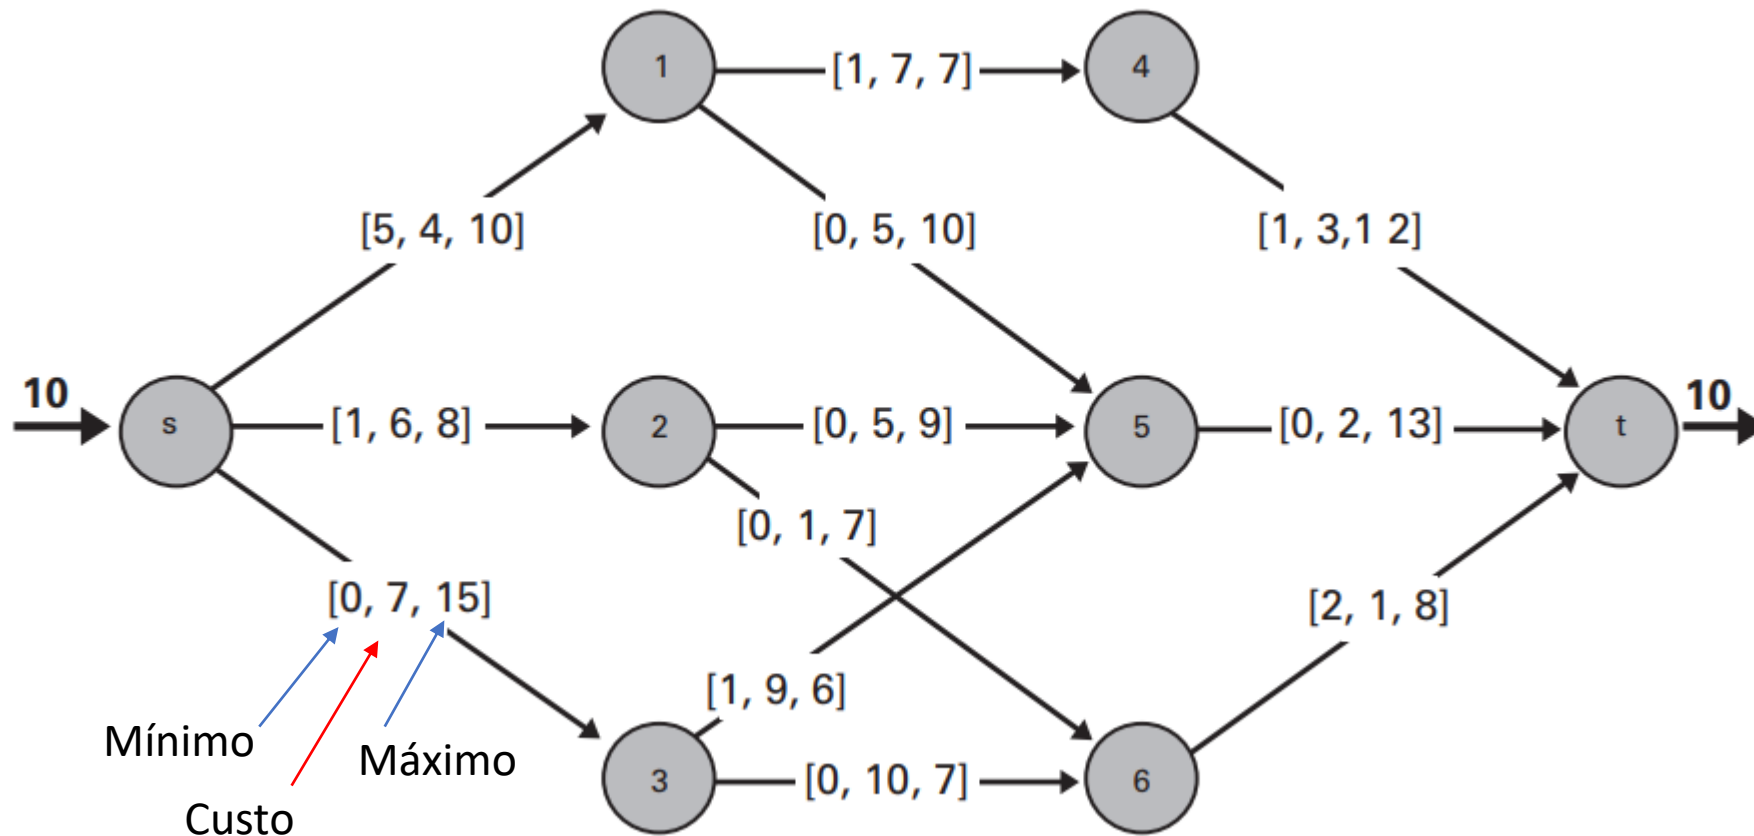 1
[1, 7, 7]
4
[5, 4, 10]
[0, 5, 10]
[1, 3,1 2]
10
s
[1, 6, 8]
2
[0, 5, 9]
5
[0, 2, 13]
t
10
[0, 1, 7]
[0, 7, 15]
[2, 1, 8]
[1, 9, 6]
Mínimo
Máximo
Custo
3
[0, 10, 7]
6